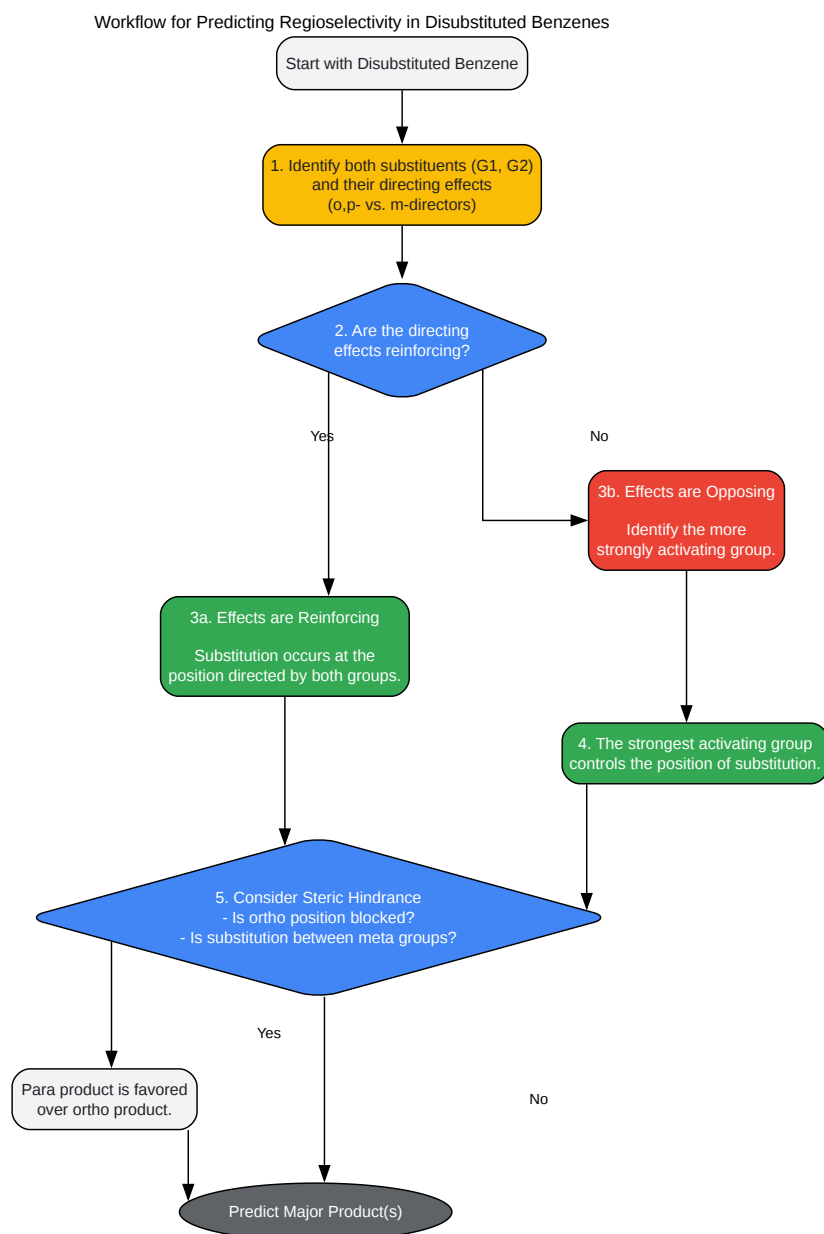 Workflow for Predicting Regioselectivity in Disubstituted Benzenes
Start with Disubstituted Benzene
1. Identify both substituents (G1, G2)
and their directing effects
(o,p- vs. m-directors)
2. Are the directing
effects reinforcing?
Yes
No
3b. Effects are Opposing
Identify the more
strongly activating group.
3a. Effects are Reinforcing
Substitution occurs at the
position directed by both groups.
4. The strongest activating group
controls the position of substitution.
5. Consider Steric Hindrance
- Is ortho position blocked?
- Is substitution between meta groups?
Yes
No
Para product is favored
over ortho product.
Predict Major Product(s)